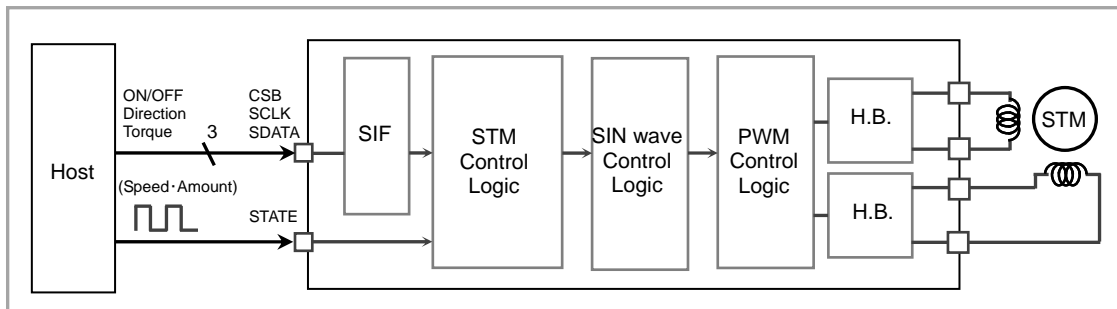 Host
ON/OFF
Direction
Torque
3
CSB
SCLK
SDATA
(Speed･Amount)
STATE
SIF
STM
Control
Logic
SIN wave
Control
Logic
PWM
Control
Logic
H.B.
H.B.
STM